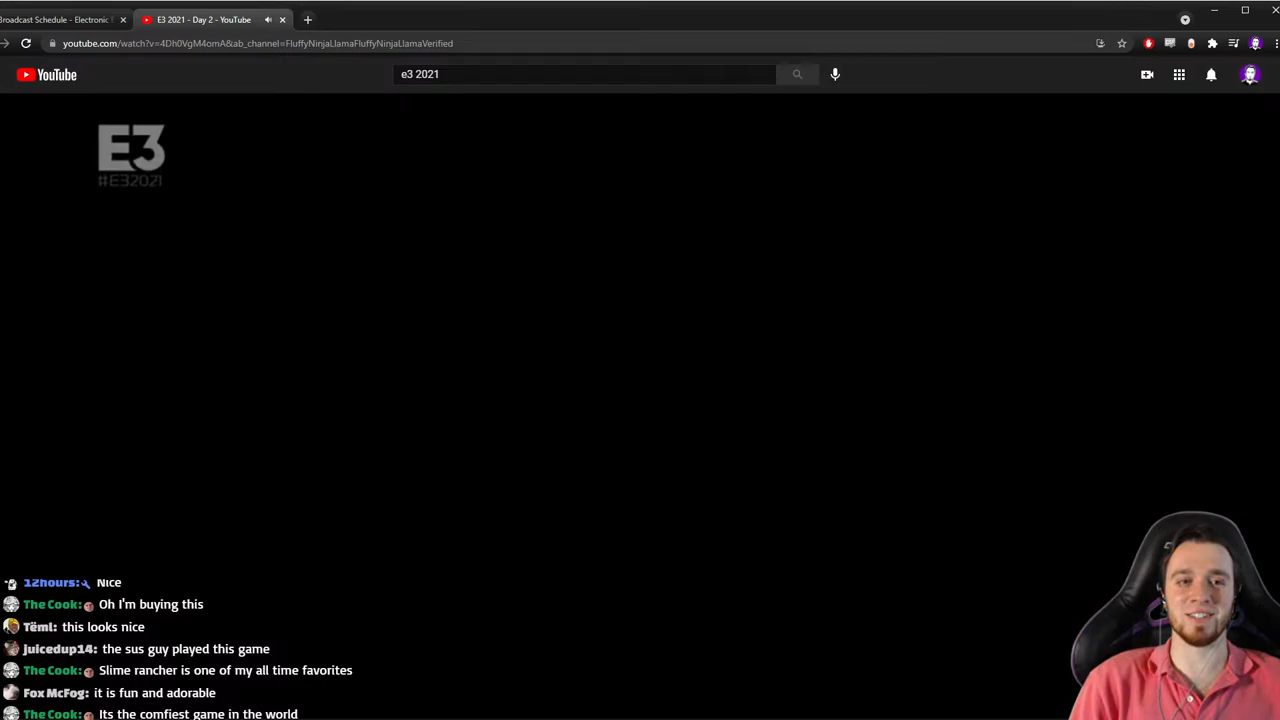 Broadcast Schedule - Electronic E
E3 2021 - Day 2 - YouTube
youtube.com/watch?v=4Dh0VgM4omA&ab_channel=FluffyNinjaLlamaFluffyNinjaLlamaVerified
YouTube
e3 2021
E3
#E32021
12hours: Nice
The Cook: Oh I'm buying this
Tëml: this looks nice
juicedup14: the sus guy played this game
The Cook: Slime rancher is one of my all time favorites
Fox McFog: it is fun and adorable
The Cook: Its the comfiest game in the world